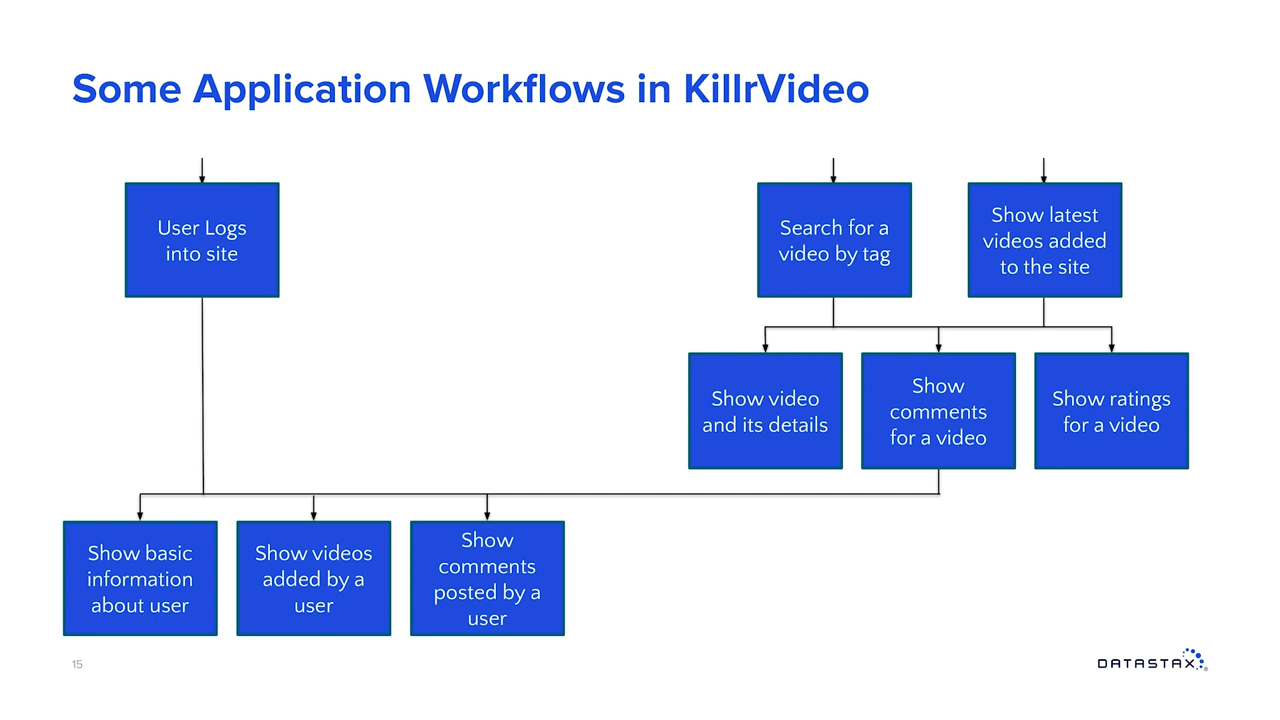 Some Application Workflows in KillrVideo
User Logs
into site
Search for a
video by tag
Show latest
videos added
to the site
Show video
and its details
Show
comments
for a video
Show ratings
for a video
Show basic
information
about user
Show videos
added by a
user
Show
comments
posted by a
user
15
DATASTAX